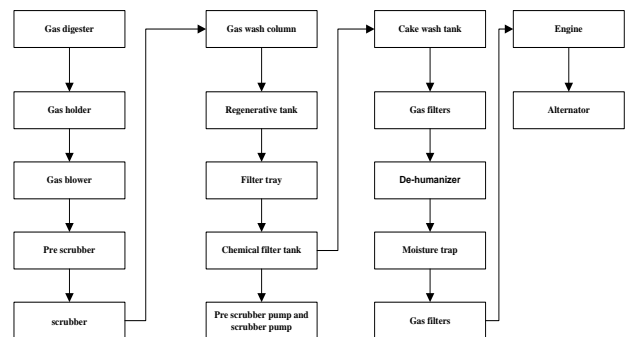 Gas digester
Gas holder
Gas blower
Pre scrubber
scrubber
Gas wash column
Regenerative tank
Filter tray
Chemical filter tank
Pre scrubber pump and
scrubber pump
Cake wash tank
Gas filters
De-humanizer
Moisture trap
Gas filters
Engine
Alternator